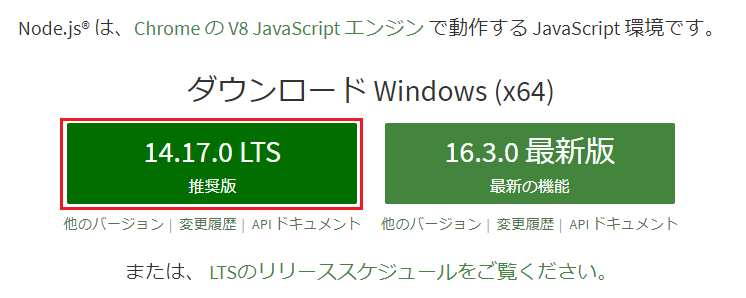 Node.js® は、Chrome の V8 JavaScript エンジン で動作する JavaScript 環境です。
ダウンロード Windows (x64)
14.17.0 LTS
推奨版
16.3.0 最新版
最新の機能
他のバージョン | 変更履歴 | API ドキュメント
他のバージョン | 変更履歴 | API ドキュメント
または、 LTSのリリーススケジュールをご覧ください。